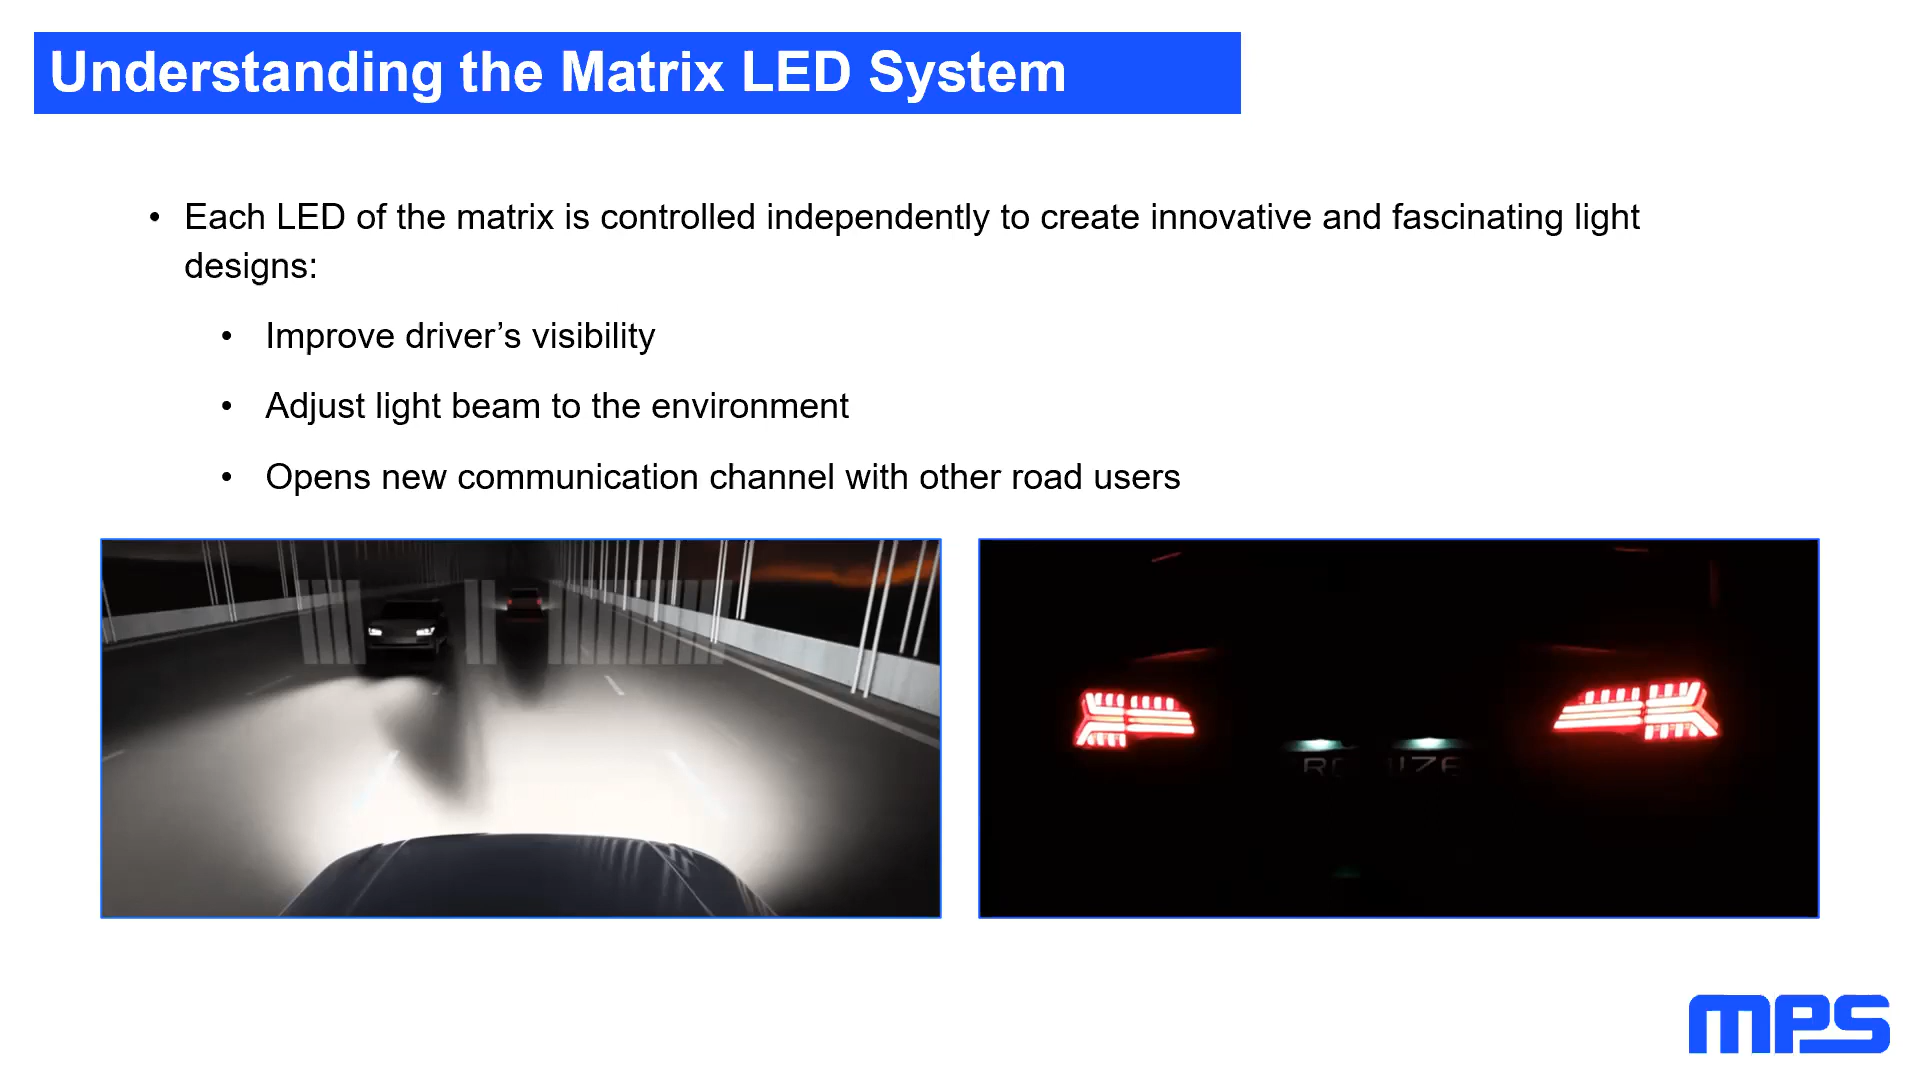 Understanding the Matrix LED System
• Each LED of the matrix is controlled independently to create innovative and fascinating light
designs:
• Improve driver’s visibility
• Adjust light beam to the environment
• Opens new communication channel with other road users
MPS